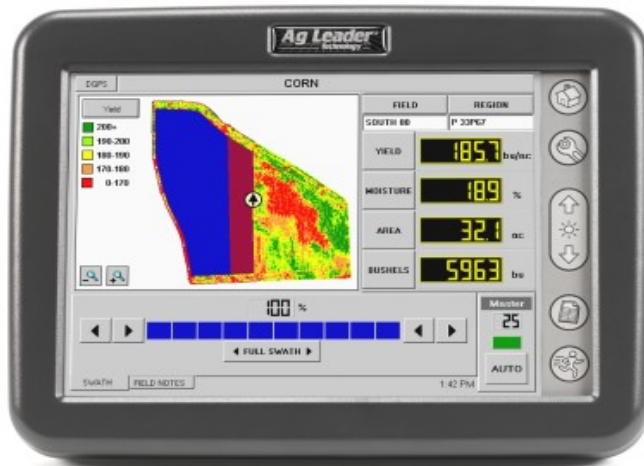 Ag Leader
Technology
DGPS
CORN
Yield
200+
190-200
180-190
170-180
0-170
FIELD REGION
SOUTH 80 P 33P67
YIELD 185.7 bu/ac
MOISTURE 18.9 %
AREA 32.1 ac
BUSHELS 5963 bu
100 %
FULL SWATH
Master
25
AUTO
SWATH FIELD NOTES 1:42 PM